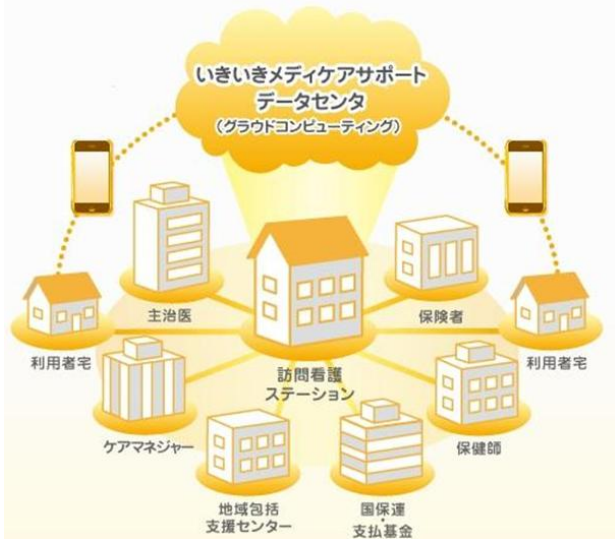 いきいきメディケアサポート
データセンタ
(グラウドコンピューティング)
主治医
保険者
利用者宅
訪問看護
ステーション
利用者宅
ケアマネジャー
保健師
地域包括
支援センター
国保連
・
支払基金